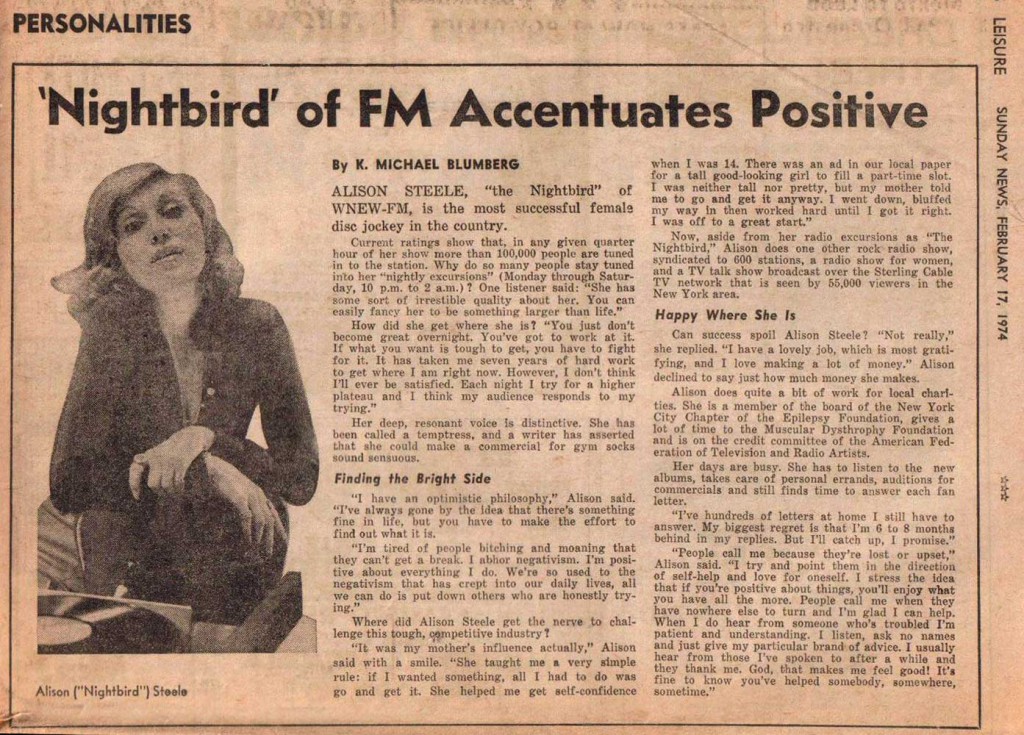 PERSONALITIES
LEISURE SUNDAY NEWS, FEBRUARY 17, 1974
'Nightbird' of FM Accentuates Positive
By K. MICHAEL BLUMBERG
ALISON STEELE, "the Nightbird" of
WNEW-FM, is the most successful female
disc jockey in the country.
Current ratings show that, in any given quarter
hour of her show more than 100,000 people are tuned
in to the station. Why do so many people stay tuned
into her "nightly excursions" (Monday through Satur-
day, 10 p.m. to 2 a.m.)? One listener said: "She has
some sort of irrestible quality about her. You can
easily fancy her to be something larger than life."
How did she get where she is? "You just don't
become great overnight. You've got to work at it.
If what you want is tough to get, you have to fight
for it. It has taken me seven years of hard work
to get where I am right now. However, I don't think
I'll ever be satisfied. Each night I try for a higher
plateau and I think my audience responds to my
trying."
Her deep, resonant voice is distinctive. She has
been called a temptress, and a writer has asserted
that she could make a commercial for gym socks
sound sensuous.
Finding the Bright Side
"I have an optimistic philosophy," Alison said.
"I've always gone by the idea that there's something
fine in life, but you have to make the effort to
find out what it is.
"I'm tired of people bitching and moaning that
they can't get a break. I abhor negativism. I'm posi-
tive about everything I do. We're so used to the
negativism that has crept into our daily lives, all
we can do is put down others who are honestly try-
ing."
Where did Alison Steele get the nerve to chal-
lenge this tough, competitive industry?
"It was my mother's influence actually," Alison
said with a smile. "She taught me a very simple
rule: if I wanted something, all I had to do was
go and get it. She helped me get self-confidence
when I was 14. There was an ad in our local paper
for a tall good-looking girl to fill a part-time slot.
I was neither tall nor pretty, but my mother told
me to go and get it anyway. I went down, bluffed
my way in then worked hard until I got it right.
I was off to a great start."
Now, aside from her radio excursions as "The
Nightbird," Alison does one other rock radio show,
syndicated to 600 stations, a radio show for women,
and a TV talk show broadcast over the Sterling Cable
TV network that is seen by 55,000 viewers in the
New York area.
Happy Where She Is
Can success spoil Alison Steele? "Not really,"
she replied. "I have a lovely job, which is most grati-
fying, and I love making a lot of money." Alison
declined to say just how much money she makes.
Alison does quite a bit of work for local chari-
ties. She is a member of the board of the New York
City Chapter of the Epilepsy Foundation, gives a
lot of time to the Muscular Dysthrophy Foundation
and is on the credit committee of the American Fed-
eration of Television and Radio Artists.
Her days are busy. She has to listen to the new
albums, takes care of personal errands, auditions for
commercials and still finds time to answer each fan
letter.
"I've hundreds of letters at home I still have to
answer. My biggest regret is that I'm 6 to 8 months
behind in my replies. But I'll catch up, I promise."
"People call me because they're lost or upset,"
Alison said. "I try and point them in the direction
of self-help and love for oneself. I stress the idea
that if you're positive about things, you'll enjoy what
you have all the more. People call me when they
have nowhere else to turn and I'm glad I can help.
When I do hear from someone who's troubled I'm
patient and understanding. I listen, ask no names
and just give my particular brand of advice. I usually
hear from those I've spoken to after a while and
they thank me. God, that makes me feel good! It's
fine to know you've helped somebody, somewhere,
sometime."
Alison ("Nightbird") Steele